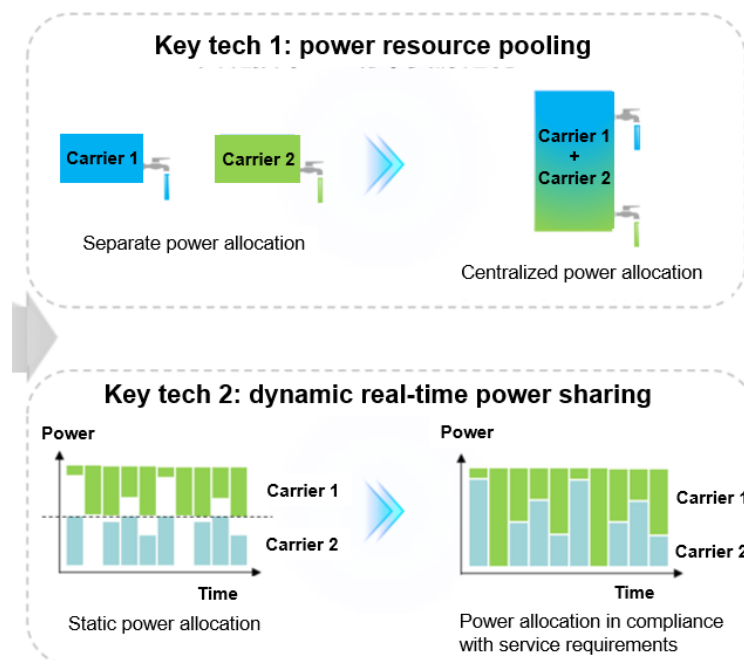 Key tech 1: power resource pooling
Carrier 1
Carrier 2
Carrier 1
+
Carrier 2
Separate power allocation
Centralized power allocation
Key tech 2: dynamic real-time power sharing
Power
Carrier 1
Carrier 2
Time
Static power allocation
Power
Carrier 1
Carrier 2
Time
Power allocation in compliance
with service requirements